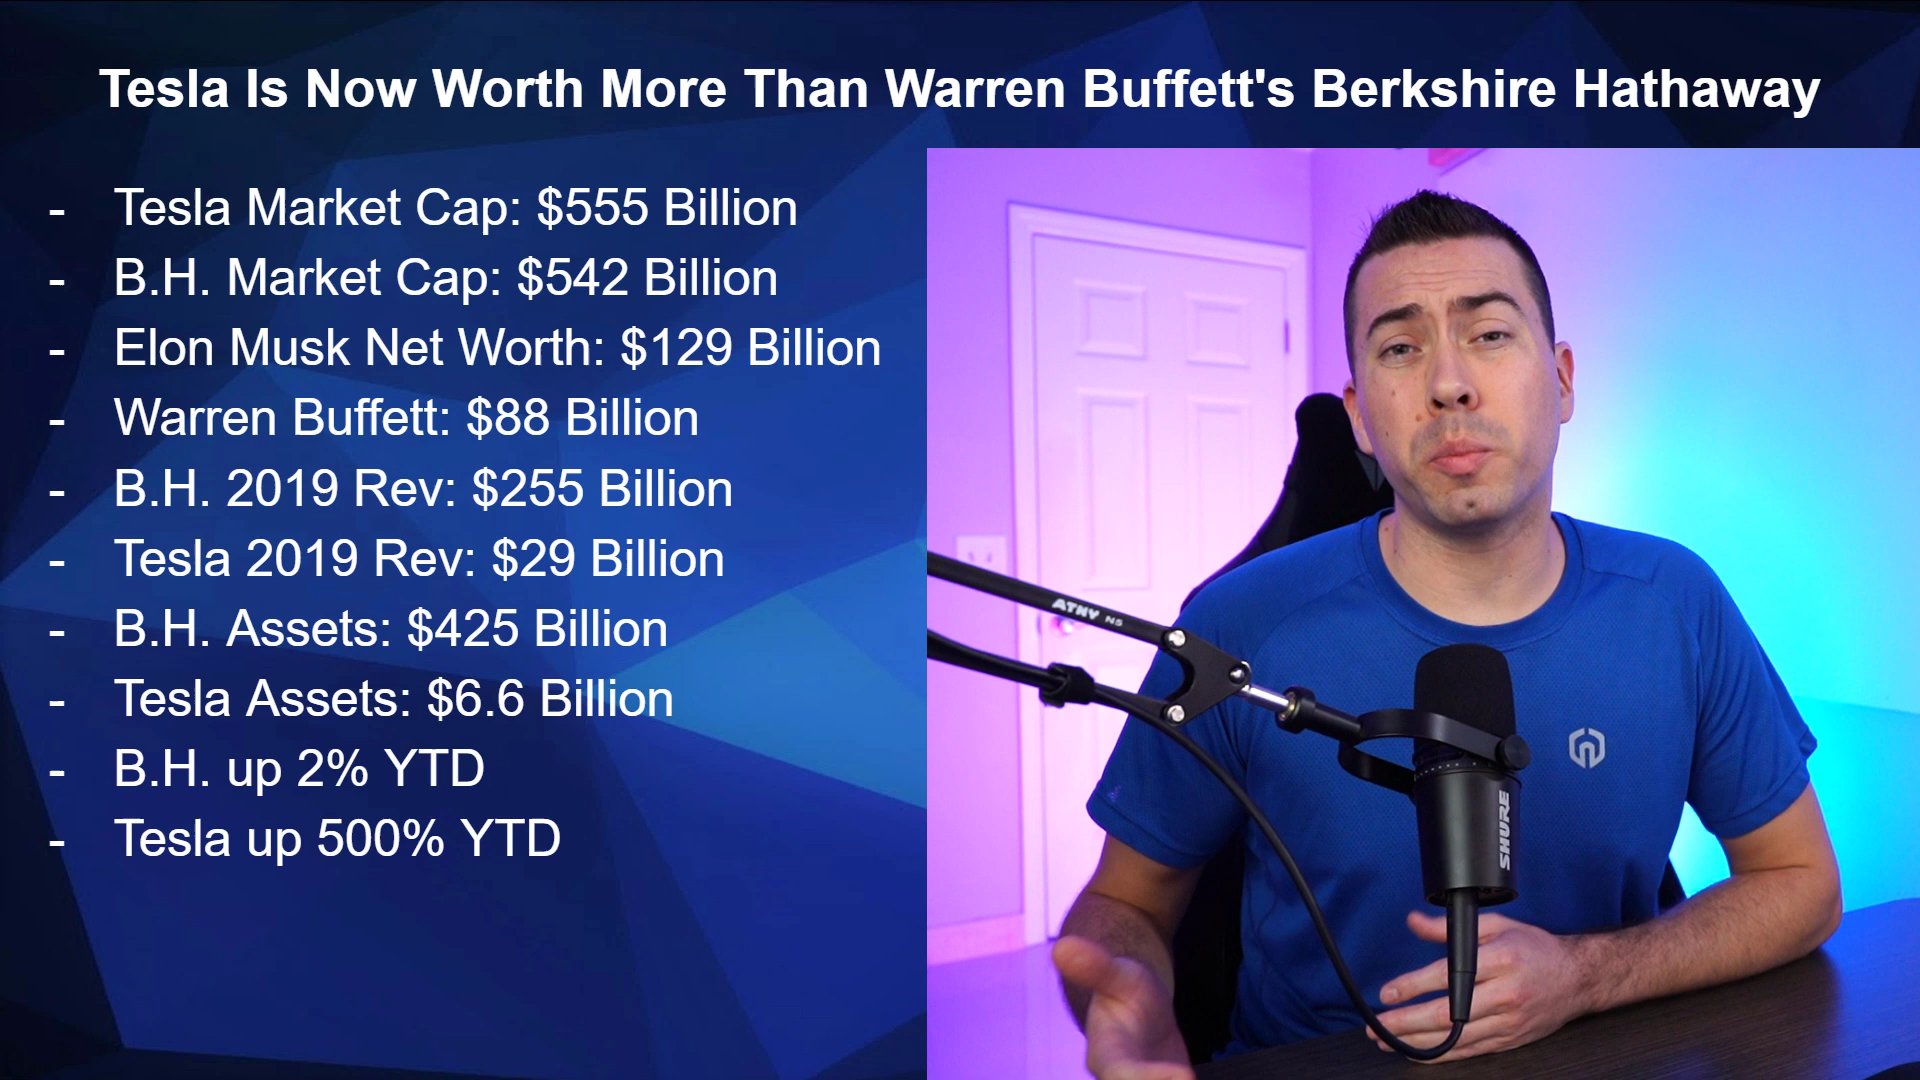 Tesla Is Now Worth More Than Warren Buffett's Berkshire Hathaway
- Tesla Market Cap: $555 Billion
- B.H. Market Cap: $542 Billion
- Elon Musk Net Worth: $129 Billion
- Warren Buffett: $88 Billion
- B.H. 2019 Rev: $255 Billion
- Tesla 2019 Rev: $29 Billion
- B.H. Assets: $425 Billion
- Tesla Assets: $6.6 Billion
- B.H. up 2% YTD
- Tesla up 500% YTD
ATNY N5
SHURE